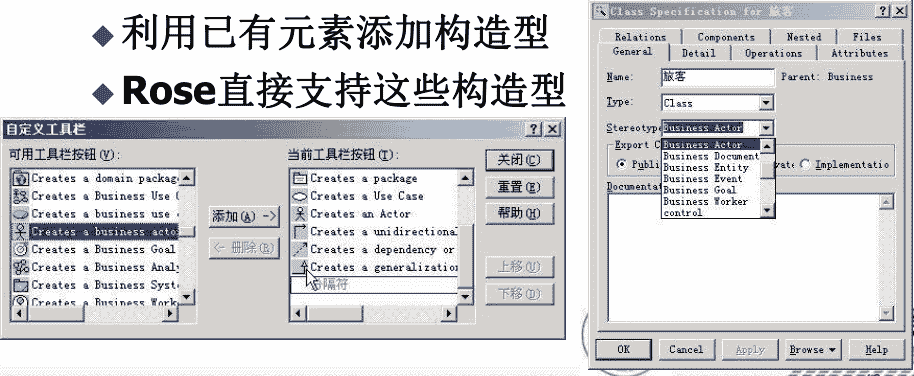 利用已有元素添加构造型
Rose直接支持这些构造型
自定义工具栏
可用工具栏按钮(V):
Creates a domain package
Creates a Business Use C
Creates a business use
Creates a business acto
Creates a Business Goal
Creates a Business Analy
Creates a Business Syst
Creates a Business Work
添加(A) ->
<- 删除(R)
当前工具栏按钮(T):
Creates a package
Creates a Use Case
Creates an Actor
Creates a unidirectional
Creates a dependency or
Creates a generalization
分隔符
关闭(C)
重置(E)
帮助(H)
上移(U)
下移(D)
Class Specification for 旅客
Relations Components Nested Files
General Detail Operations Attributes
Name: 旅客 Parent: Business
Type: Class
Stereotype Business Actor
Export C
Business Actor
Business Document
Business Entity
Business Event
Business Goal
Business Worker
control
Publi vate Implementatio
Documentat
OK Cancel Apply Browse Help